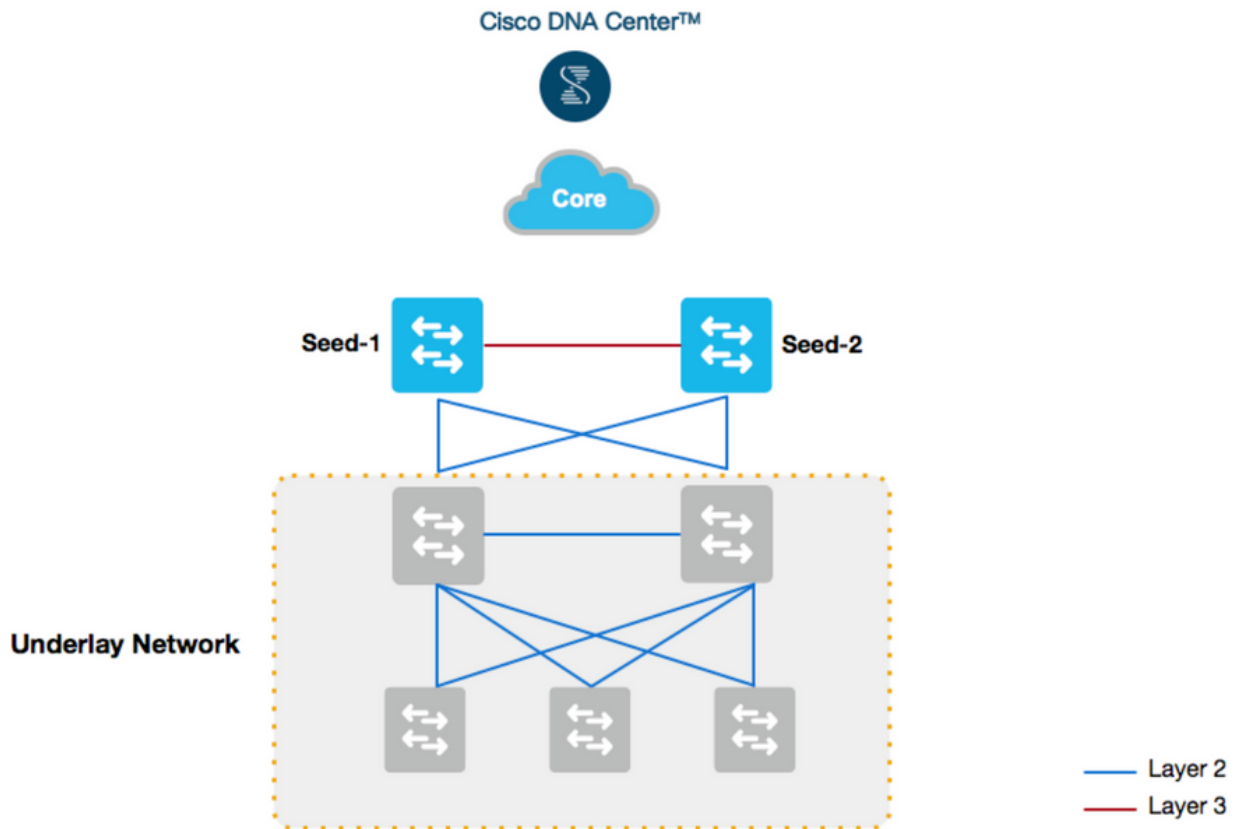 Cisco DNA Center™
Core
Seed-1
Seed-2
Underlay Network
Layer 2
Layer 3